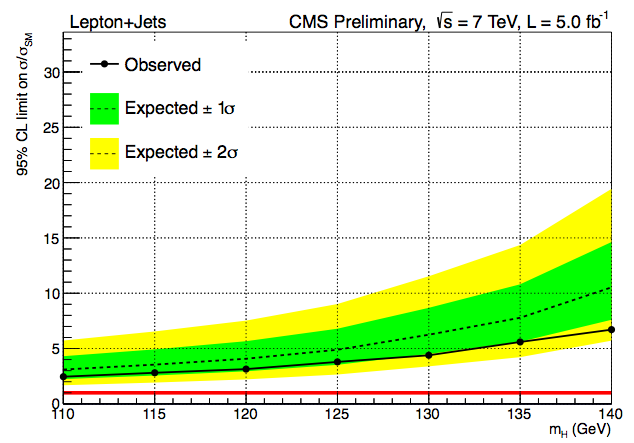 Lepton+Jets CMS Preliminary, √s = 7 TeV, L = 5.0 fb⁻¹
95% CL limit on σ/σSM
30
25
20
15
10
5
0
Observed
Expected ± 1σ
Expected ± 2σ
110 115 120 125 130 135 140
mH (GeV)